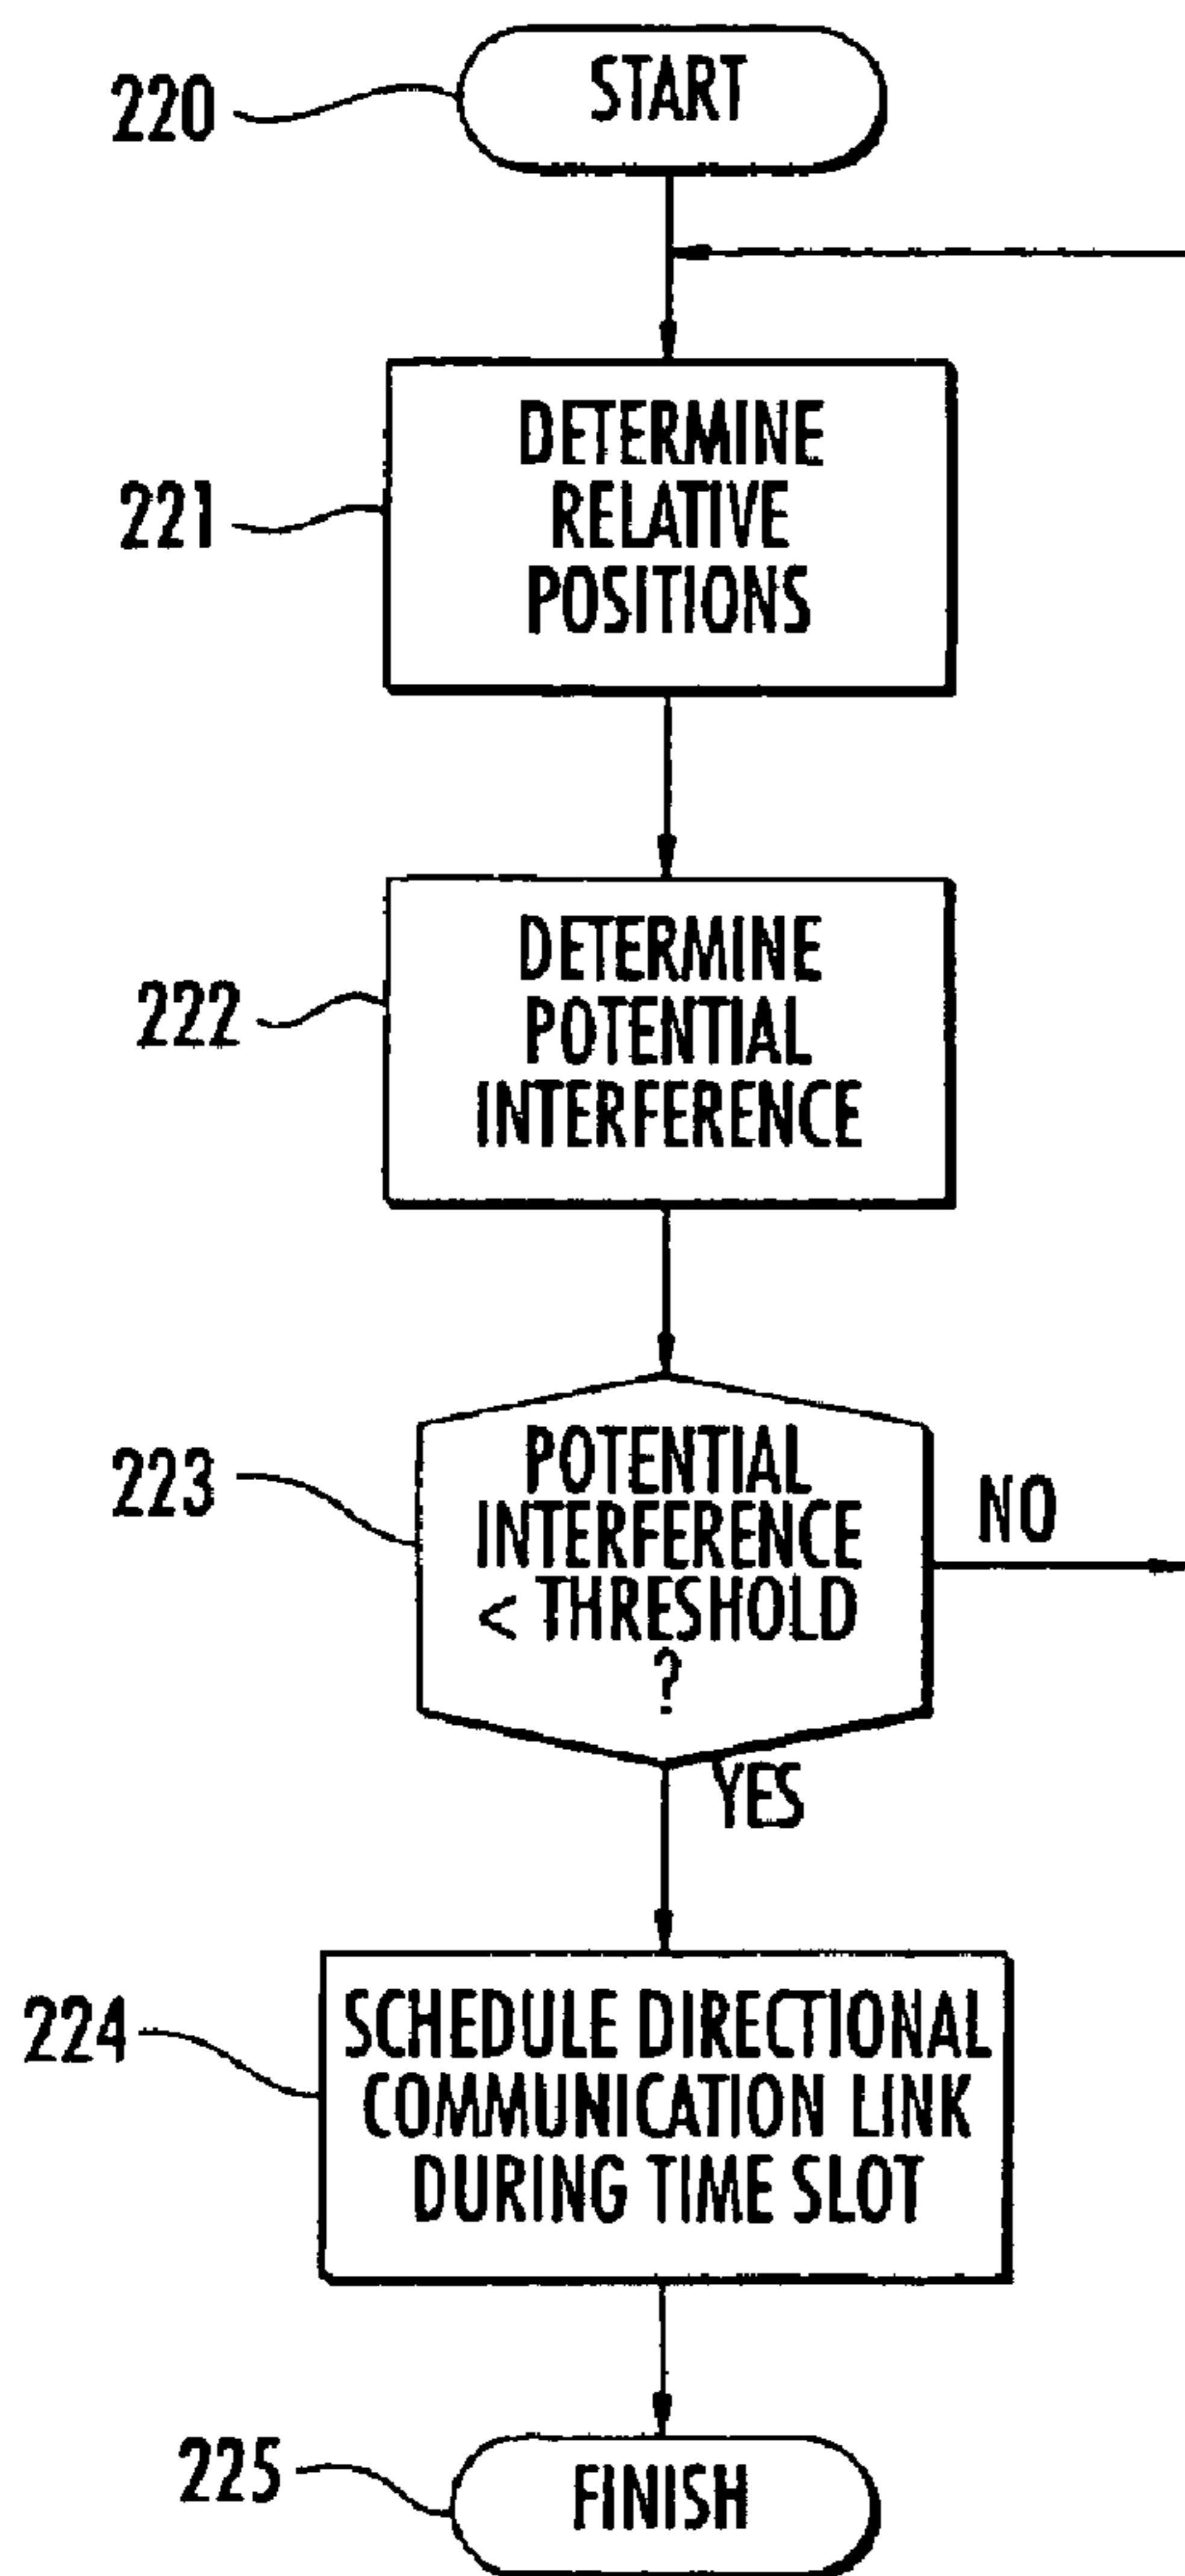 220
START
221
DETERMINE
RELATIVE
POSITIONS
222
DETERMINE
POTENTIAL
INTERFERENCE
223
POTENTIAL
INTERFERENCE
< THRESHOLD
?
NO
YES
224
SCHEDULE DIRECTIONAL
COMMUNICATION LINK
DURING TIME SLOT
225
FINISH